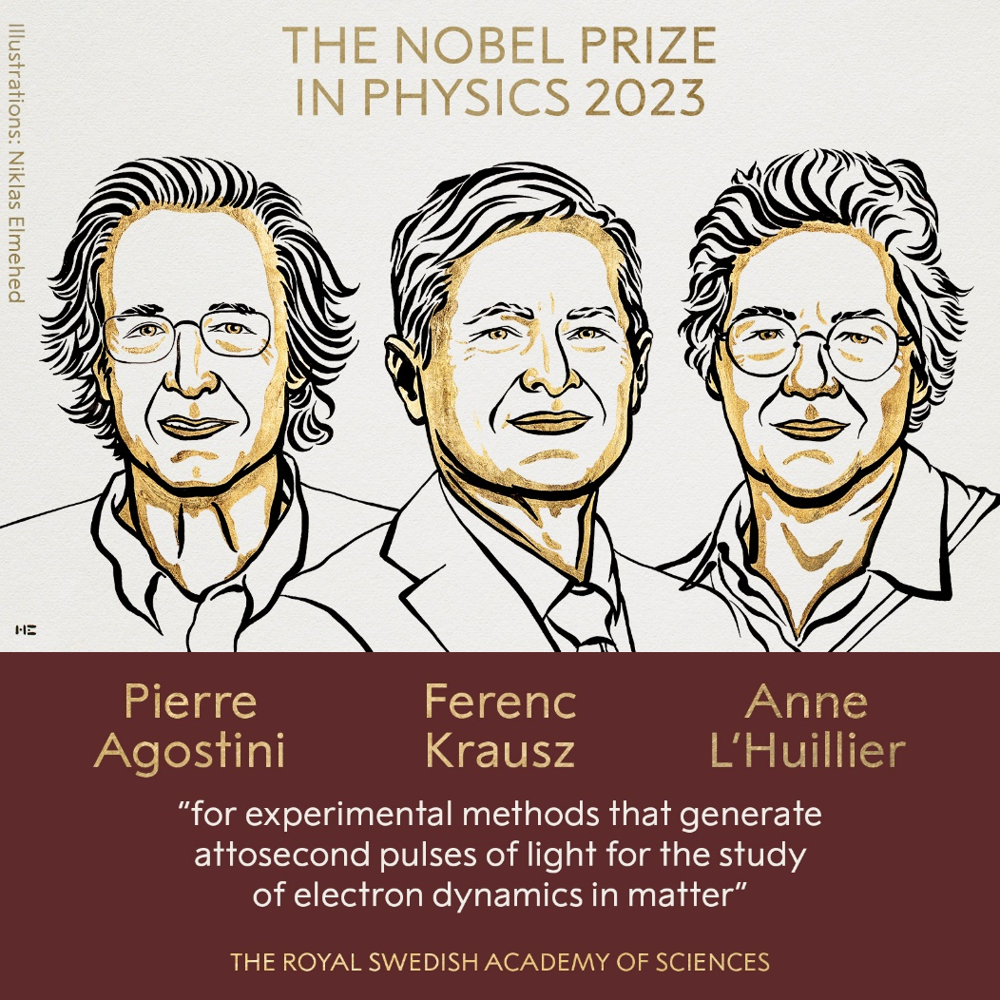 Illustrations: Niklas Elmehed
THE NOBEL PRIZE
IN PHYSICS 2023
Pierre
Agostini
Ferenc
Krausz
Anne
L’Huillier
“for experimental methods that generate
attosecond pulses of light for the study
of electron dynamics in matter”
THE ROYAL SWEDISH ACADEMY OF SCIENCES